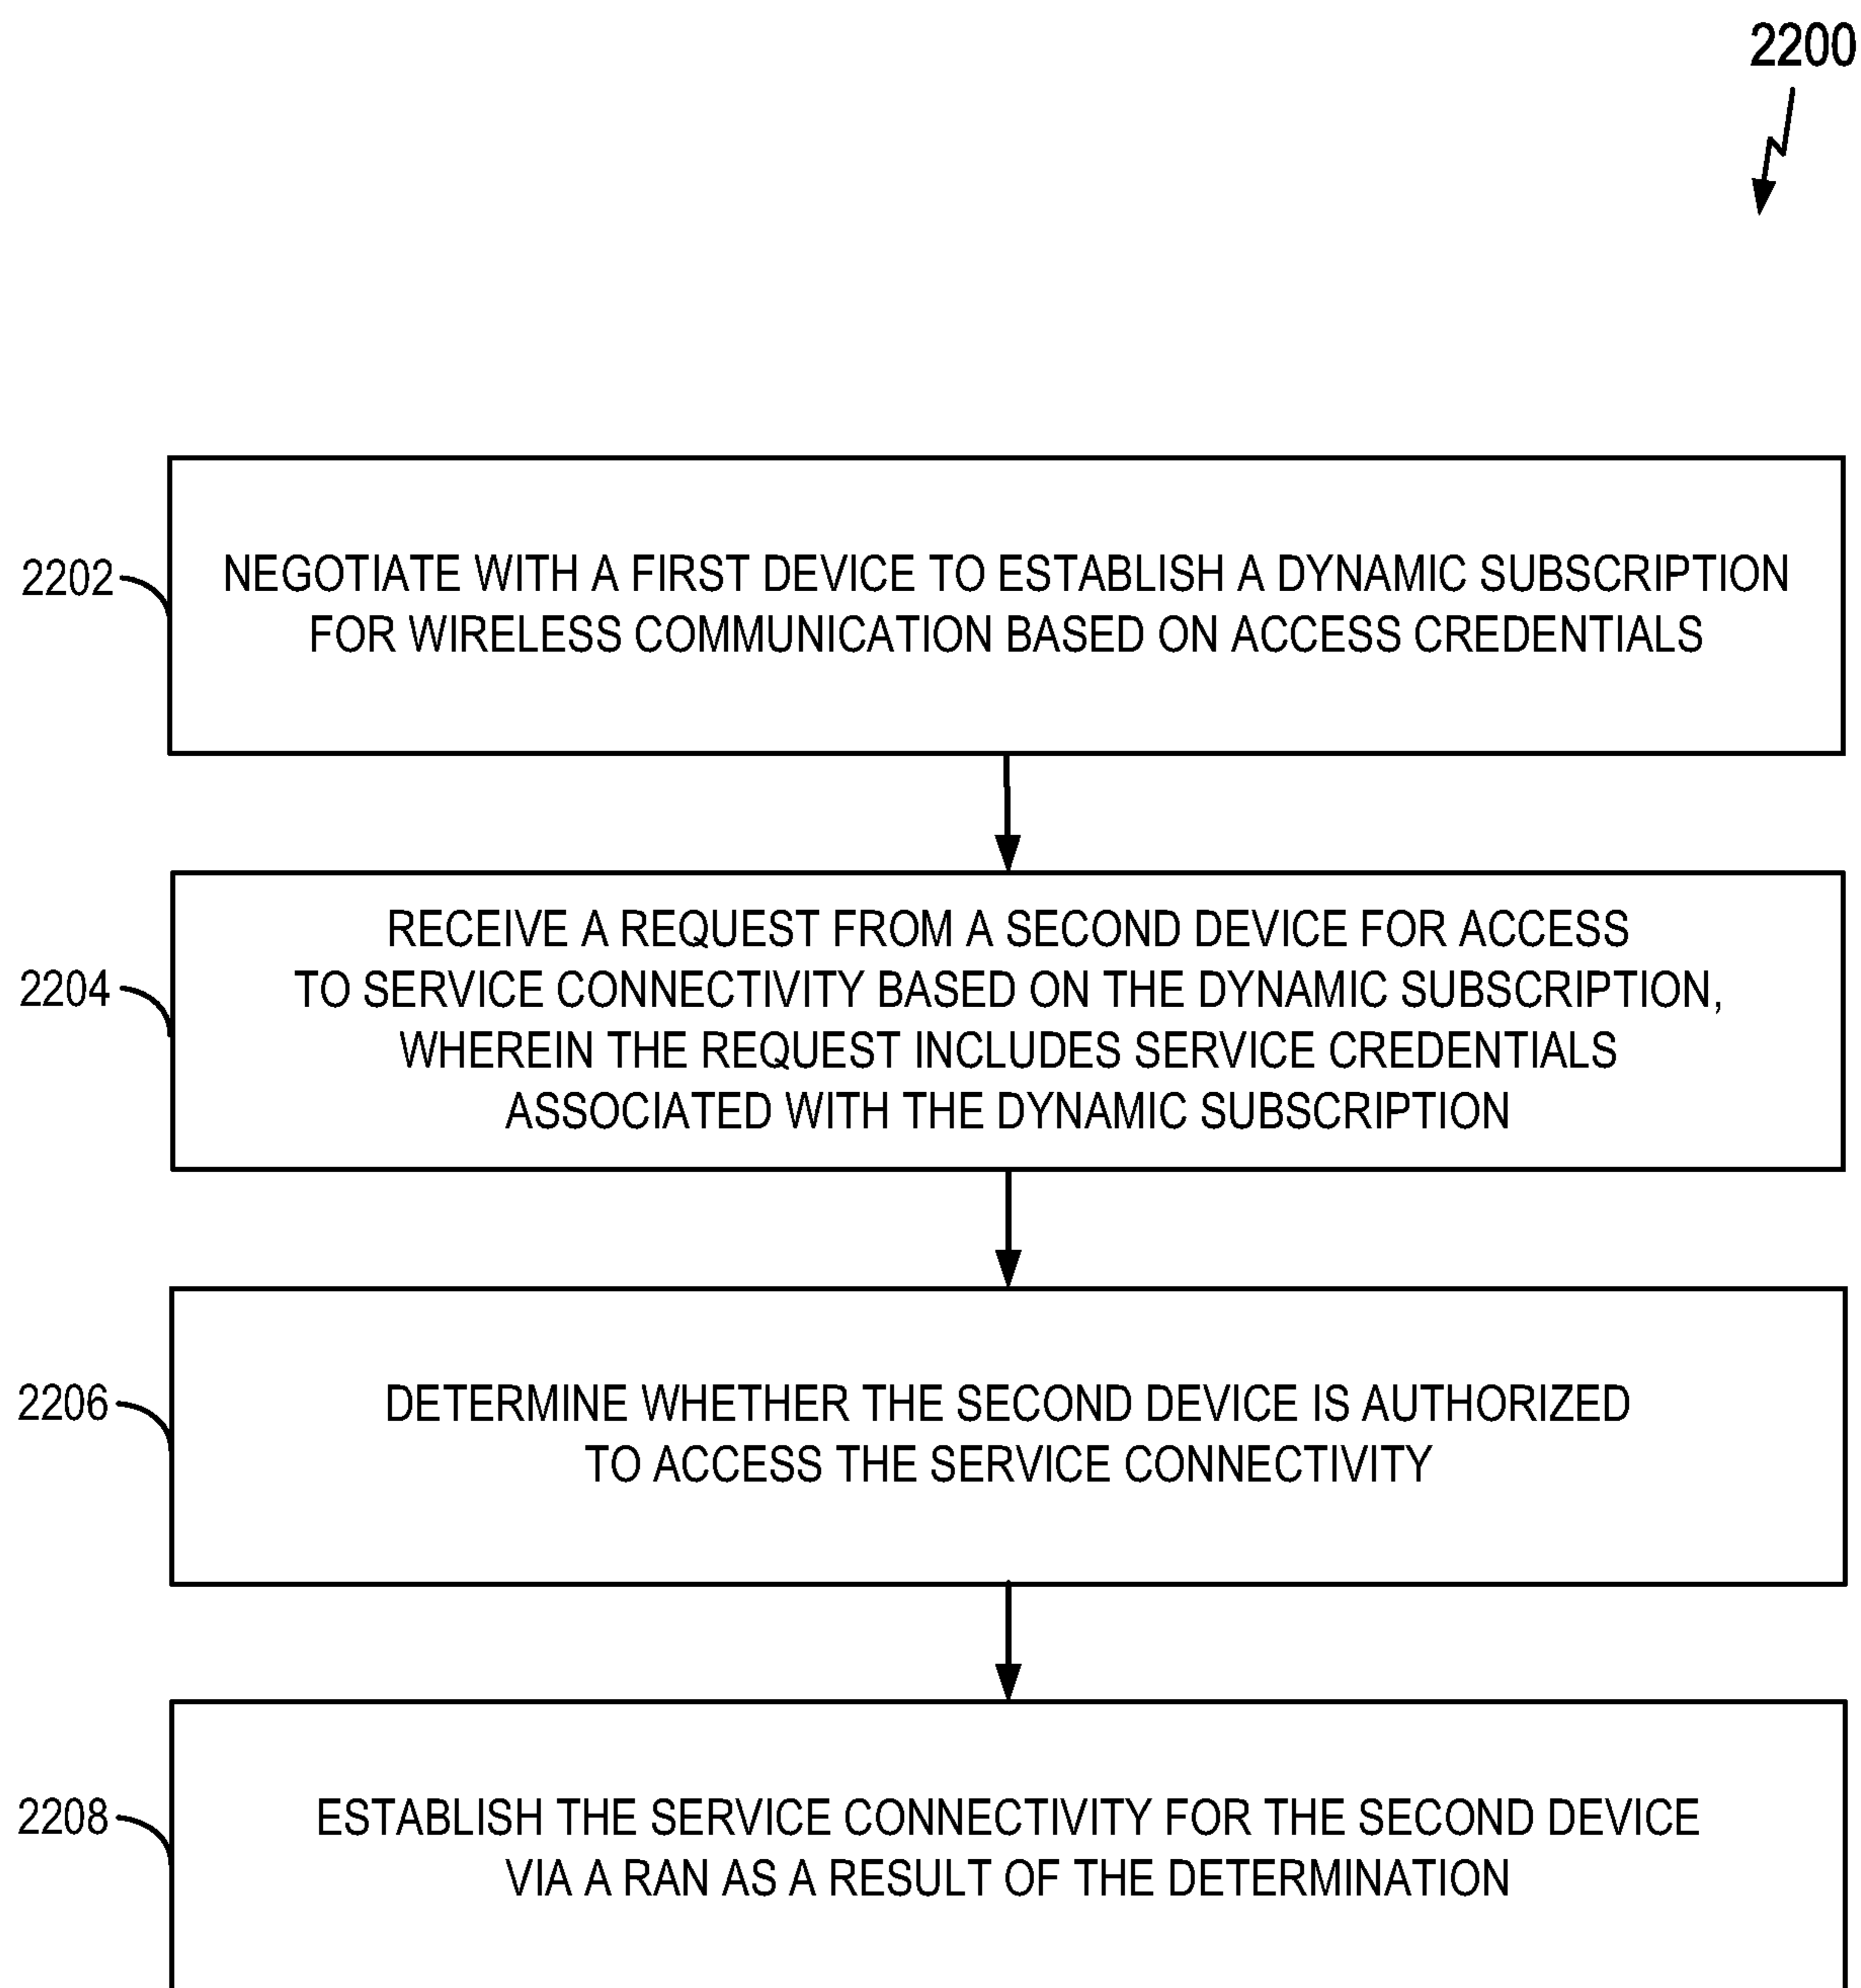 2200
2202
NEGOTIATE WITH A FIRST DEVICE TO ESTABLISH A DYNAMIC SUBSCRIPTION
FOR WIRELESS COMMUNICATION BASED ON ACCESS CREDENTIALS
2204
RECEIVE A REQUEST FROM A SECOND DEVICE FOR ACCESS
TO SERVICE CONNECTIVITY BASED ON THE DYNAMIC SUBSCRIPTION,
WHEREIN THE REQUEST INCLUDES SERVICE CREDENTIALS
ASSOCIATED WITH THE DYNAMIC SUBSCRIPTION
2206
DETERMINE WHETHER THE SECOND DEVICE IS AUTHORIZED
TO ACCESS THE SERVICE CONNECTIVITY
2208
ESTABLISH THE SERVICE CONNECTIVITY FOR THE SECOND DEVICE
VIA A RAN AS A RESULT OF THE DETERMINATION